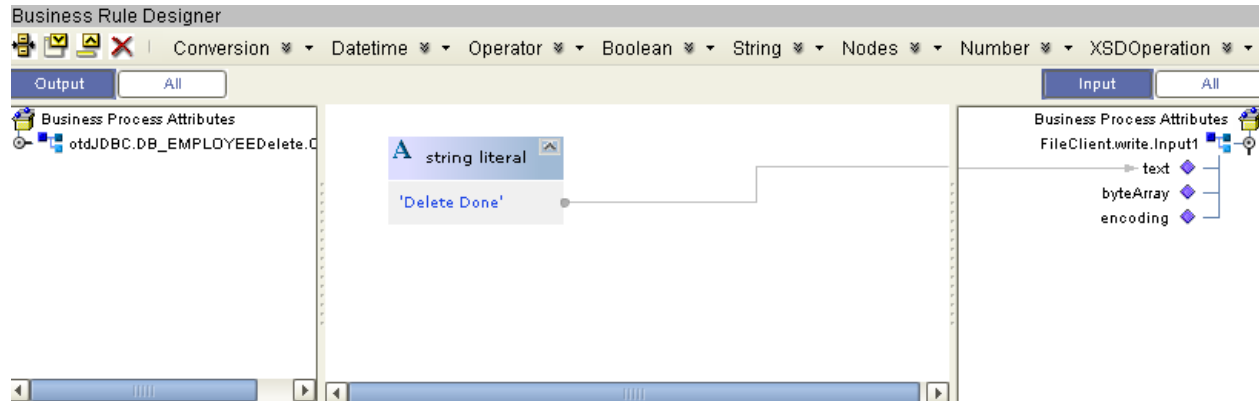 Business Rule Designer
Conversion Datetime Operator Boolean String Nodes Number XSDOperation
Output All Input All
Business Process Attributes
otdJDBC.DB_EMPLOYEEDelete.
A string literal
'Delete Done'
Business Process Attributes
FileClient.write.Input1
text
byteArray
encoding